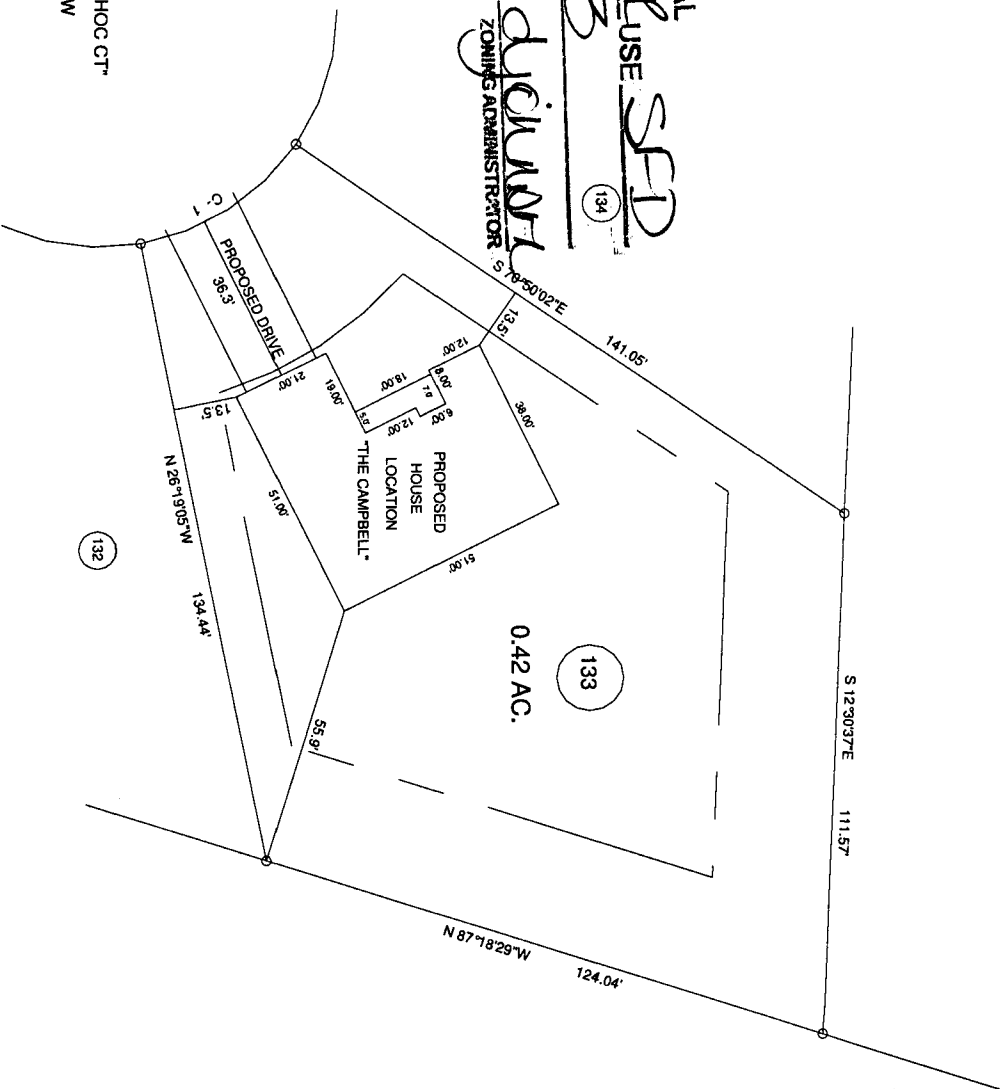 AL
USE SFD
3
ZONING ADMINISTRATOR
134
HOC CT"
W
C- 1
PROPOSED DRIVE
36.3'
S 70°50'02"E
141.05'
13.5'
12.00'
8.00'
7.0'
6.00'
18.00'
12.00'
5.0'
19.00'
21.00'
38.00'
13.5'
51.00'
51.00'
PROPOSED
HOUSE
LOCATION
"THE CAMPBELL"
N 26°19'05"W
134.44'
132
133
0.42 AC.
55.9'
S 12°30'37"E
111.57'
N 87°18'29"W
124.04'